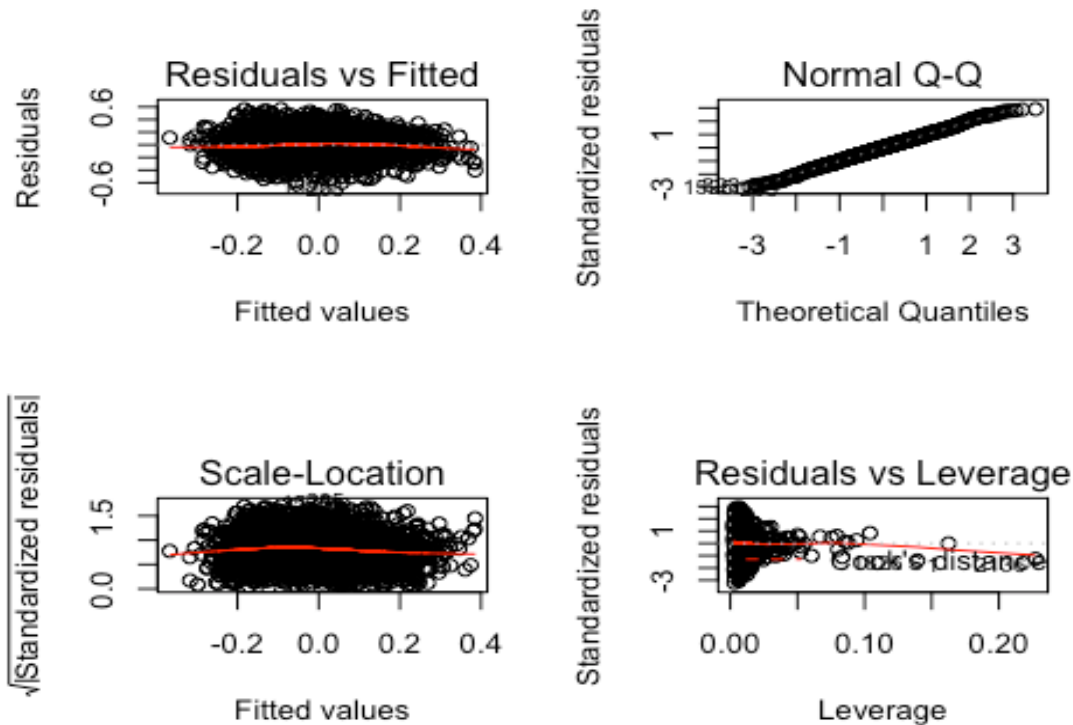 Residuals vs Fitted
Residuals
0.6
-0.6
-0.2 0.0 0.2 0.4
Fitted values
Normal Q-Q
Standardized residuals
1
-3
-3 -1 1 2 3
Theoretical Quantiles
Scale-Location
√|Standardized residuals|
1.5
0.0
-0.2 0.0 0.2 0.4
Fitted values
Residuals vs Leverage
Standardized residuals
1
-3
Cook's distance
0.00 0.10 0.20
Leverage